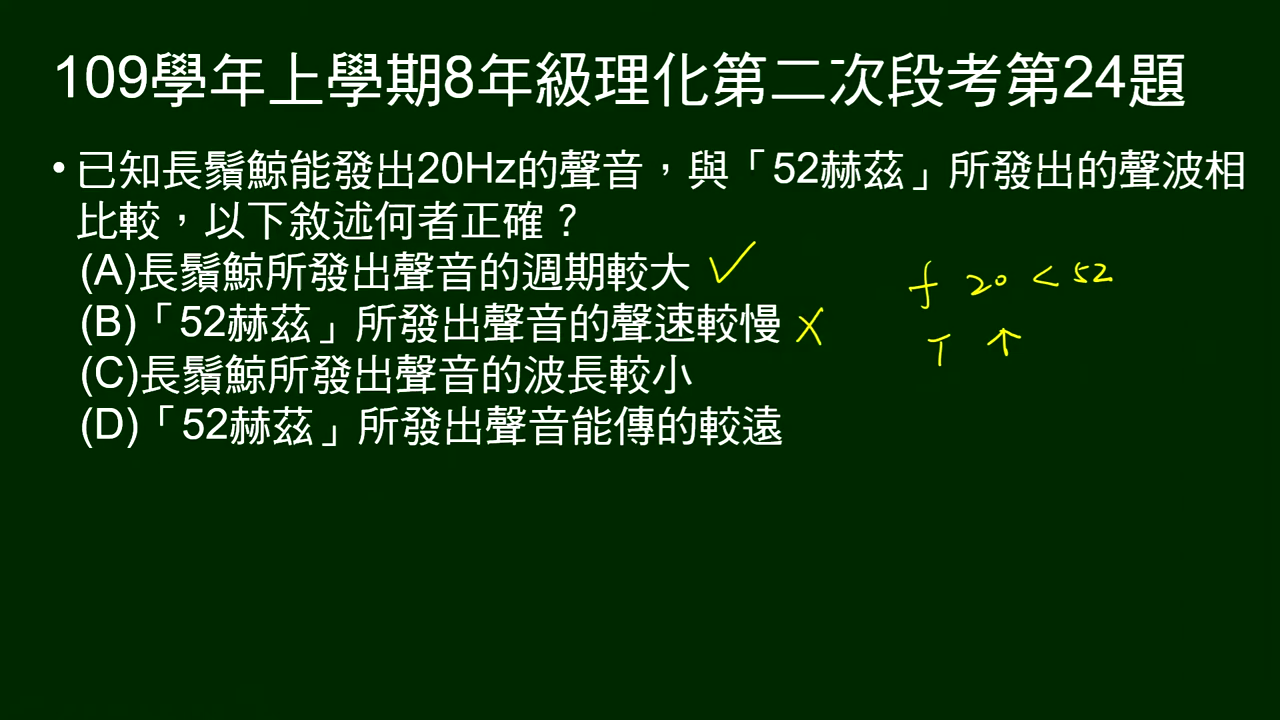 109學年上學期8年級理化第二次段考第24題
•已知長鬚鯨能發出20Hz的聲音，與「52赫茲」所發出的聲波相
比較，以下敘述何者正確？
(A)長鬚鯨所發出聲音的週期較大 ✓
f 20 < 52
(B)「52赫茲」所發出聲音的聲速較慢 X
T ↑
(C)長鬚鯨所發出聲音的波長較小
(D)「52赫茲」所發出聲音能傳的較遠